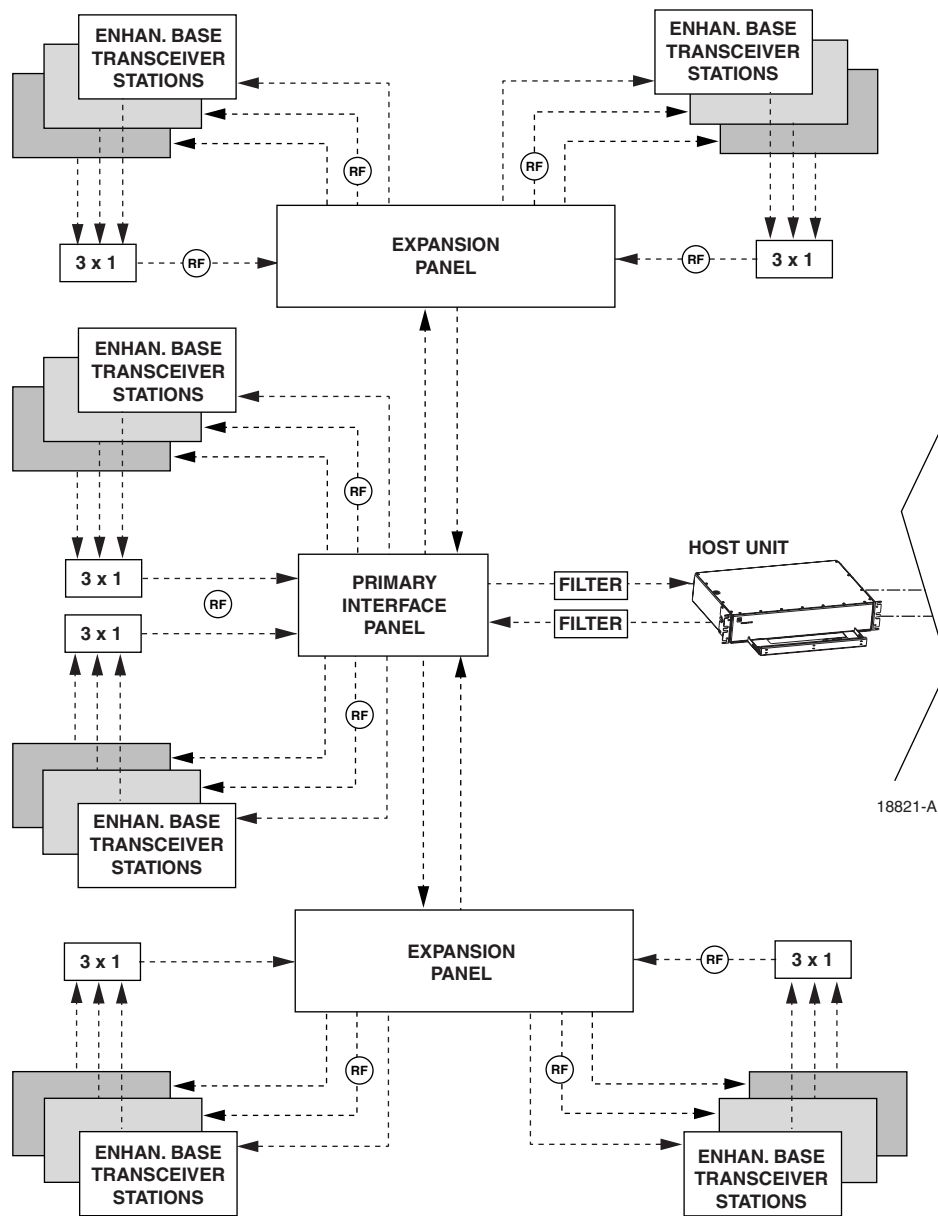 ENHAN. BASE
TRANSCEIVER
STATIONS
ENHAN. BASE
TRANSCEIVER
STATIONS
RF
RF
EXPANSION
PANEL
3 x 1
RF
RF
3 x 1
ENHAN. BASE
TRANSCEIVER
STATIONS
RF
HOST UNIT
3 x 1
RF
3 x 1
PRIMARY
INTERFACE
PANEL
FILTER
FILTER
RF
ENHAN. BASE
TRANSCEIVER
STATIONS
18821-A
3 x 1
EXPANSION
PANEL
RF
3 x 1
RF
RF
ENHAN. BASE
TRANSCEIVER
STATIONS
ENHAN. BASE
TRANSCEIVER
STATIONS